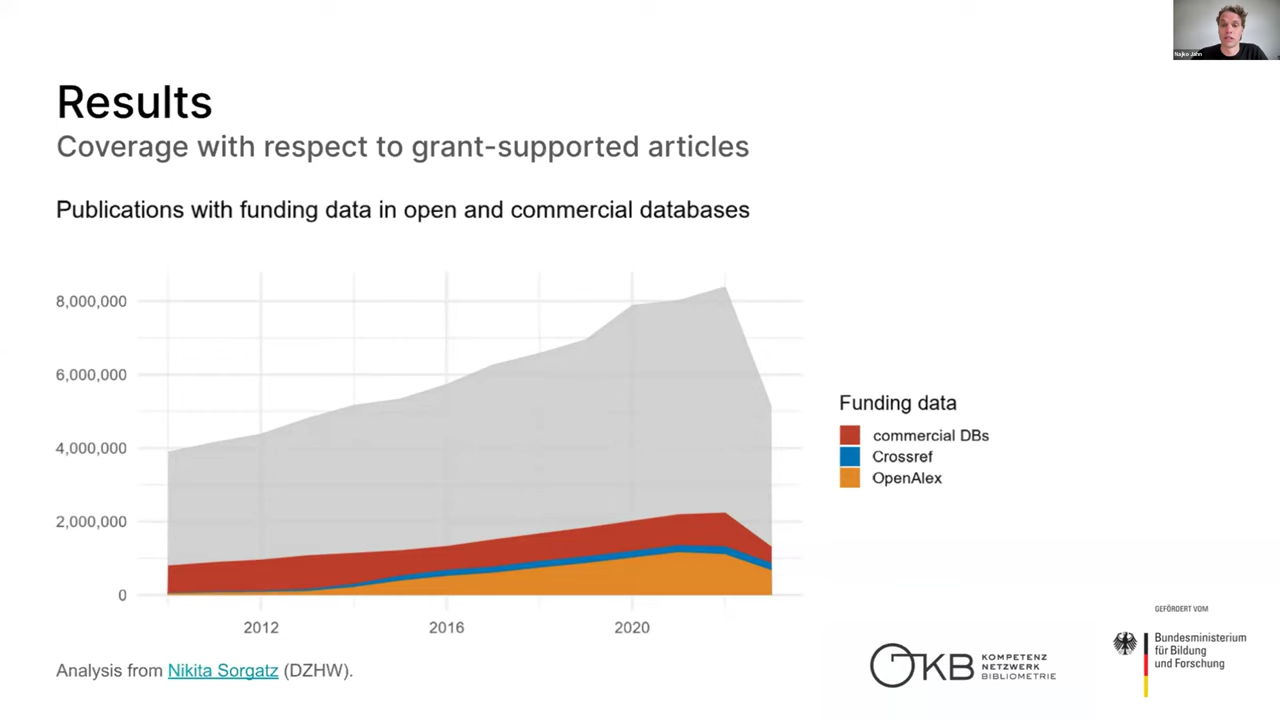 Najko Jahn
Results
Coverage with respect to grant-supported articles
Publications with funding data in open and commercial databases
8,000,000
6,000,000
4,000,000
2,000,000
0
2012
2016
2020
Funding data
commercial DBs
Crossref
OpenAlex
Analysis from Nikita Sorgatz (DZHW).
KB
KOMPETENZ
NETZWERK
BIBLIOMETRIE
GEFÖRDERT VOM
Bundesministerium
für Bildung
und Forschung